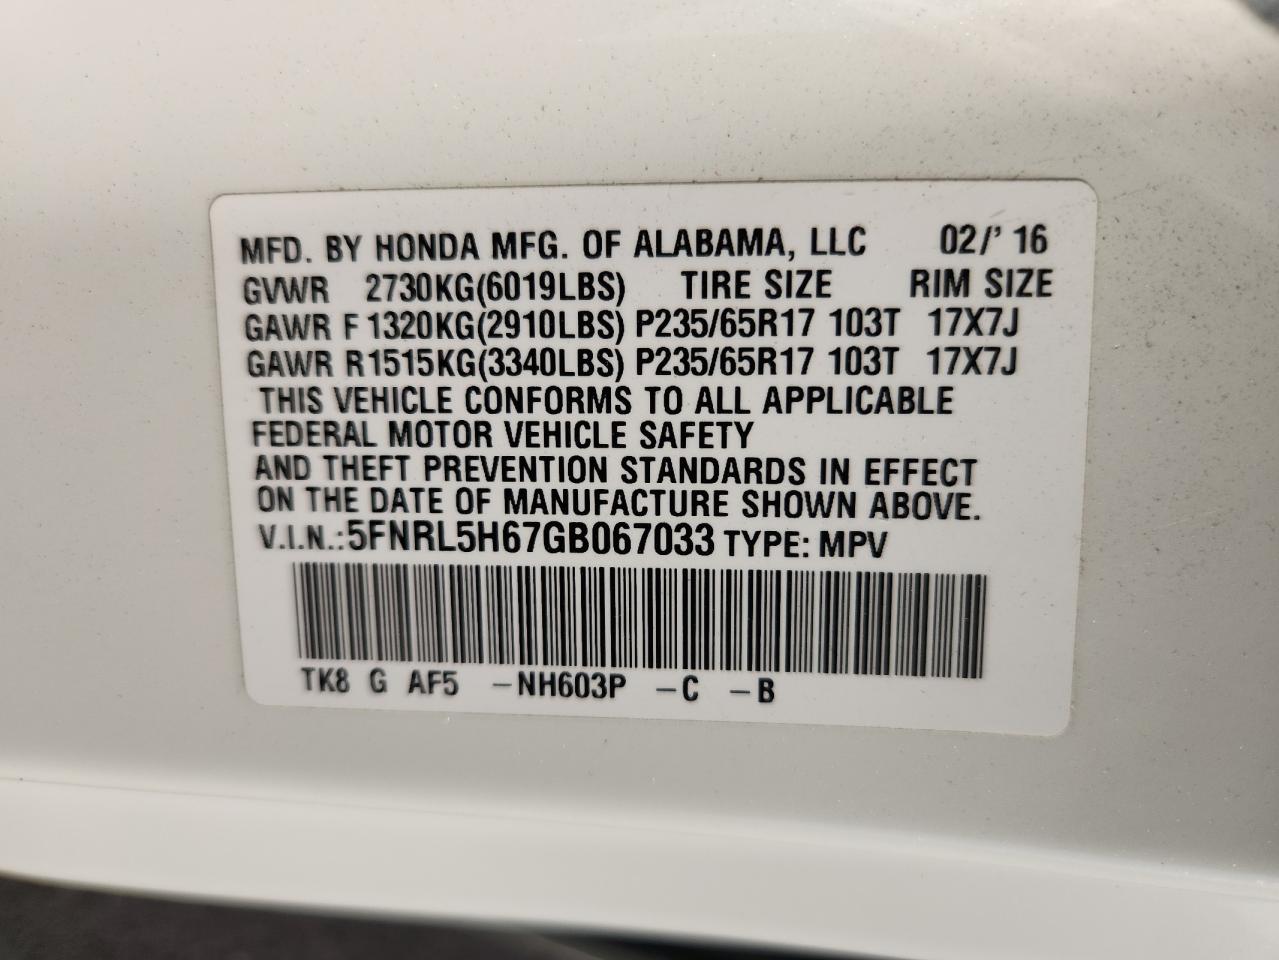 MFD. BY HONDA MFG. OF ALABAMA, LLC 02/' 16
GVWR 2730KG(6019LBS) TIRE SIZE RIM SIZE
GAWR F 1320KG(2910LBS) P235/65R17 103T 17X7J
GAWR R1515KG(3340LBS) P235/65R17 103T 17X7J
THIS VEHICLE CONFORMS TO ALL APPLICABLE
FEDERAL MOTOR VEHICLE SAFETY
AND THEFT PREVENTION STANDARDS IN EFFECT
ON THE DATE OF MANUFACTURE SHOWN ABOVE.
V.I.N.:5FNRL5H67GB067033 TYPE: MPV
TK8 G AF5 -NH603P -C -B